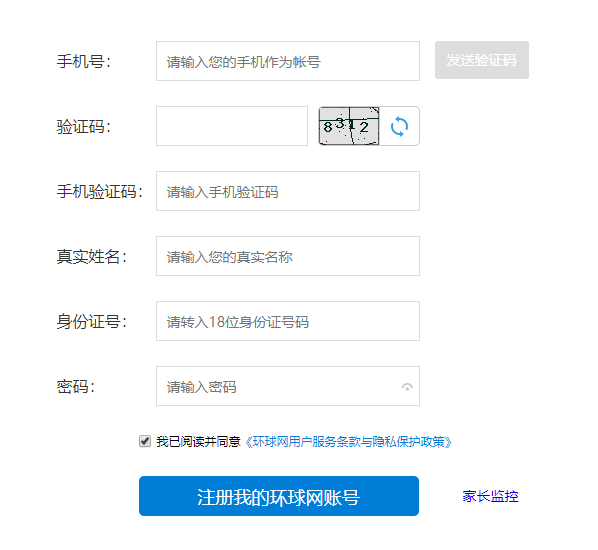 手机号： 请输入您的手机作为帐号 发送验证码
验证码： 8312
手机验证码： 请输入手机验证码
真实姓名： 请输入您的真实名称
身份证号： 请转入18位身份证号码
密码： 请输入密码
我已阅读并同意《环球网用户服务条款与隐私保护政策》
注册我的环球网账号 家长监控